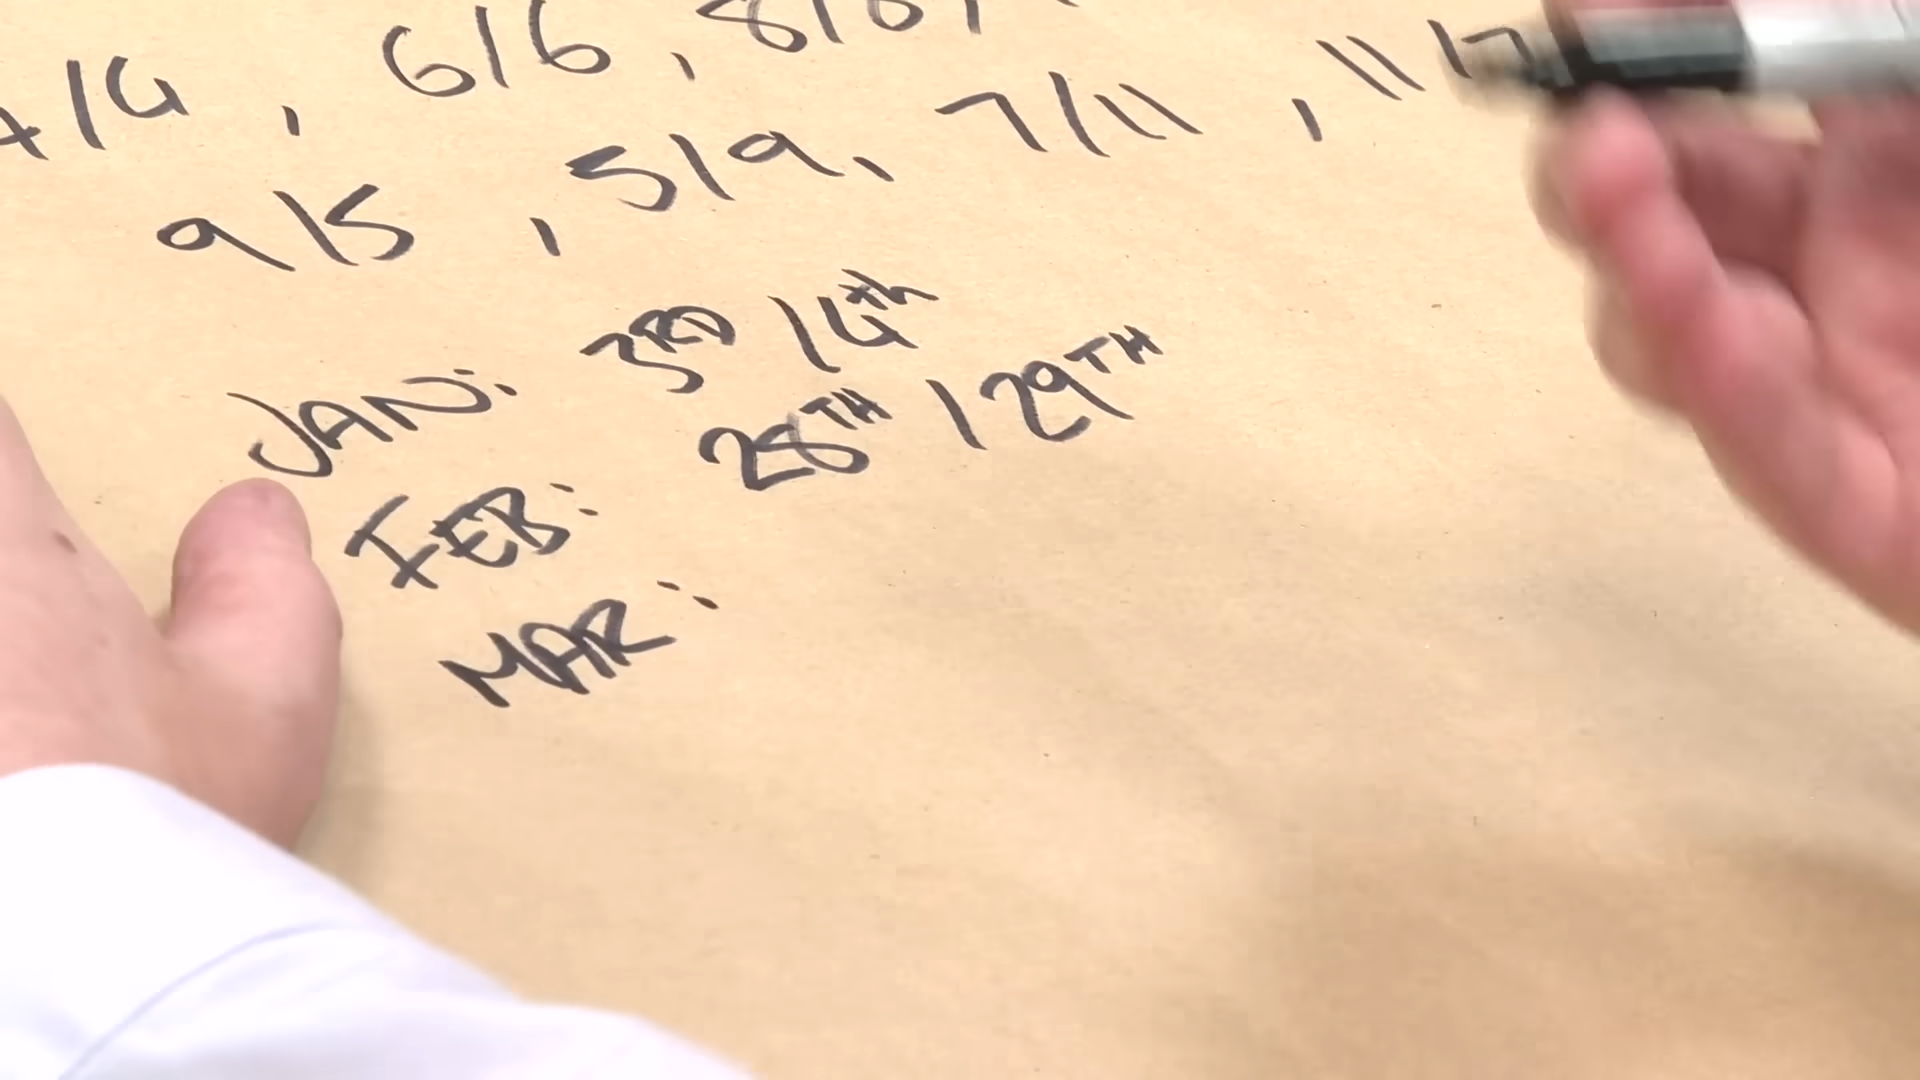 4/4, 6/6, 8/8,
9/5, 5/9, 7/11, 11/7
JAN: 3RD/4th
FEB: 28TH/29TH
MAR: